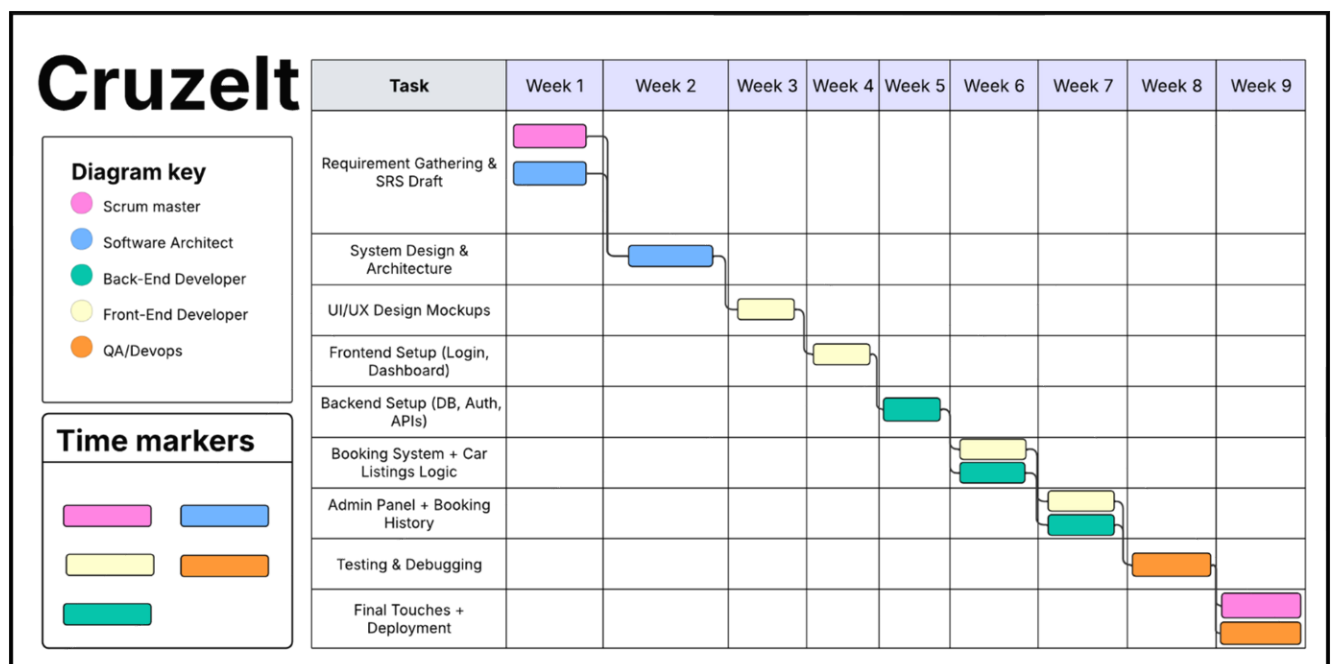 CruzeIt
Task
Week 1
Week 2
Week 3
Week 4
Week 5
Week 6
Week 7
Week 8
Week 9
Diagram key
Scrum master
Software Architect
Back-End Developer
Front-End Developer
QA/Devops
Time markers
Requirement Gathering &
SRS Draft
System Design &
Architecture
UI/UX Design Mockups
Frontend Setup (Login,
Dashboard)
Backend Setup (DB, Auth,
APIs)
Booking System + Car
Listings Logic
Admin Panel + Booking
History
Testing & Debugging
Final Touches +
Deployment